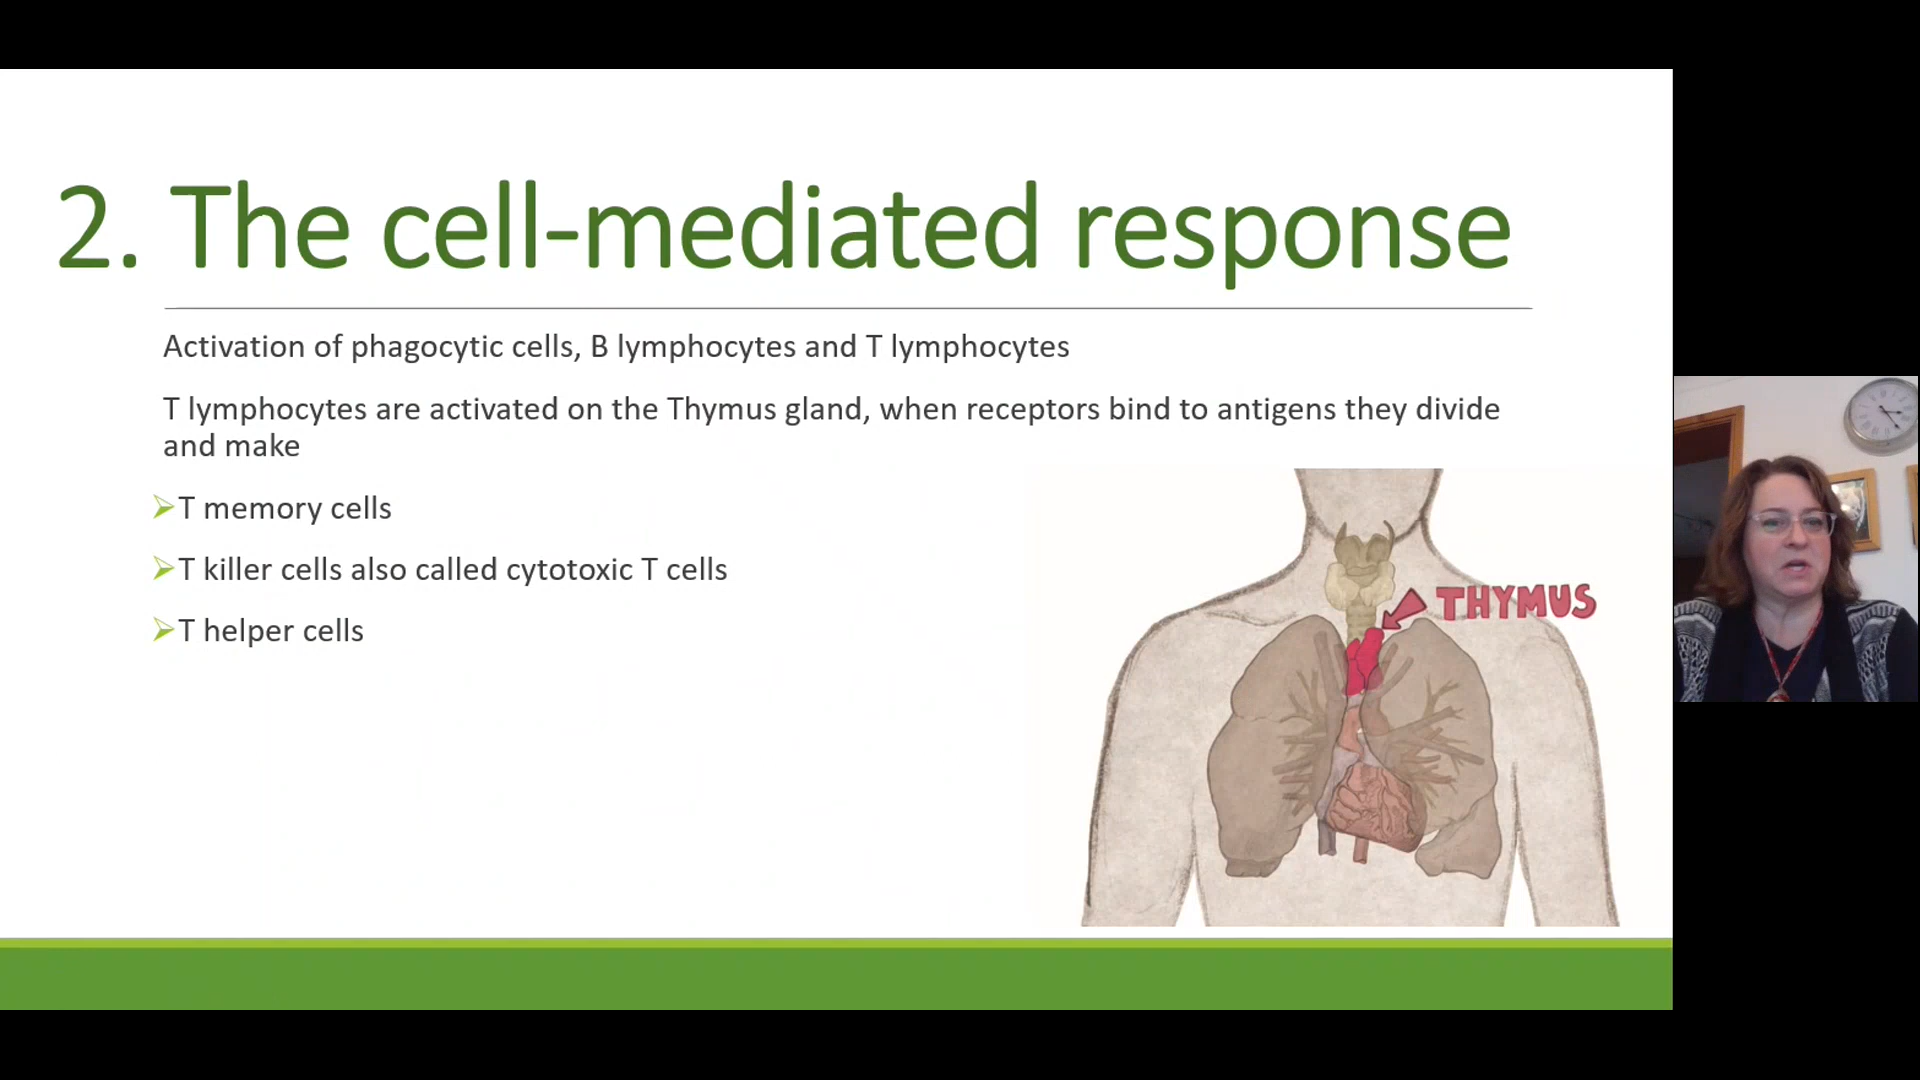 2. The cell-mediated response
Activation of phagocytic cells, B lymphocytes and T lymphocytes
T lymphocytes are activated on the Thymus gland, when receptors bind to antigens they divide
and make
T memory cells
T killer cells also called cytotoxic T cells
T helper cells
THYMUS